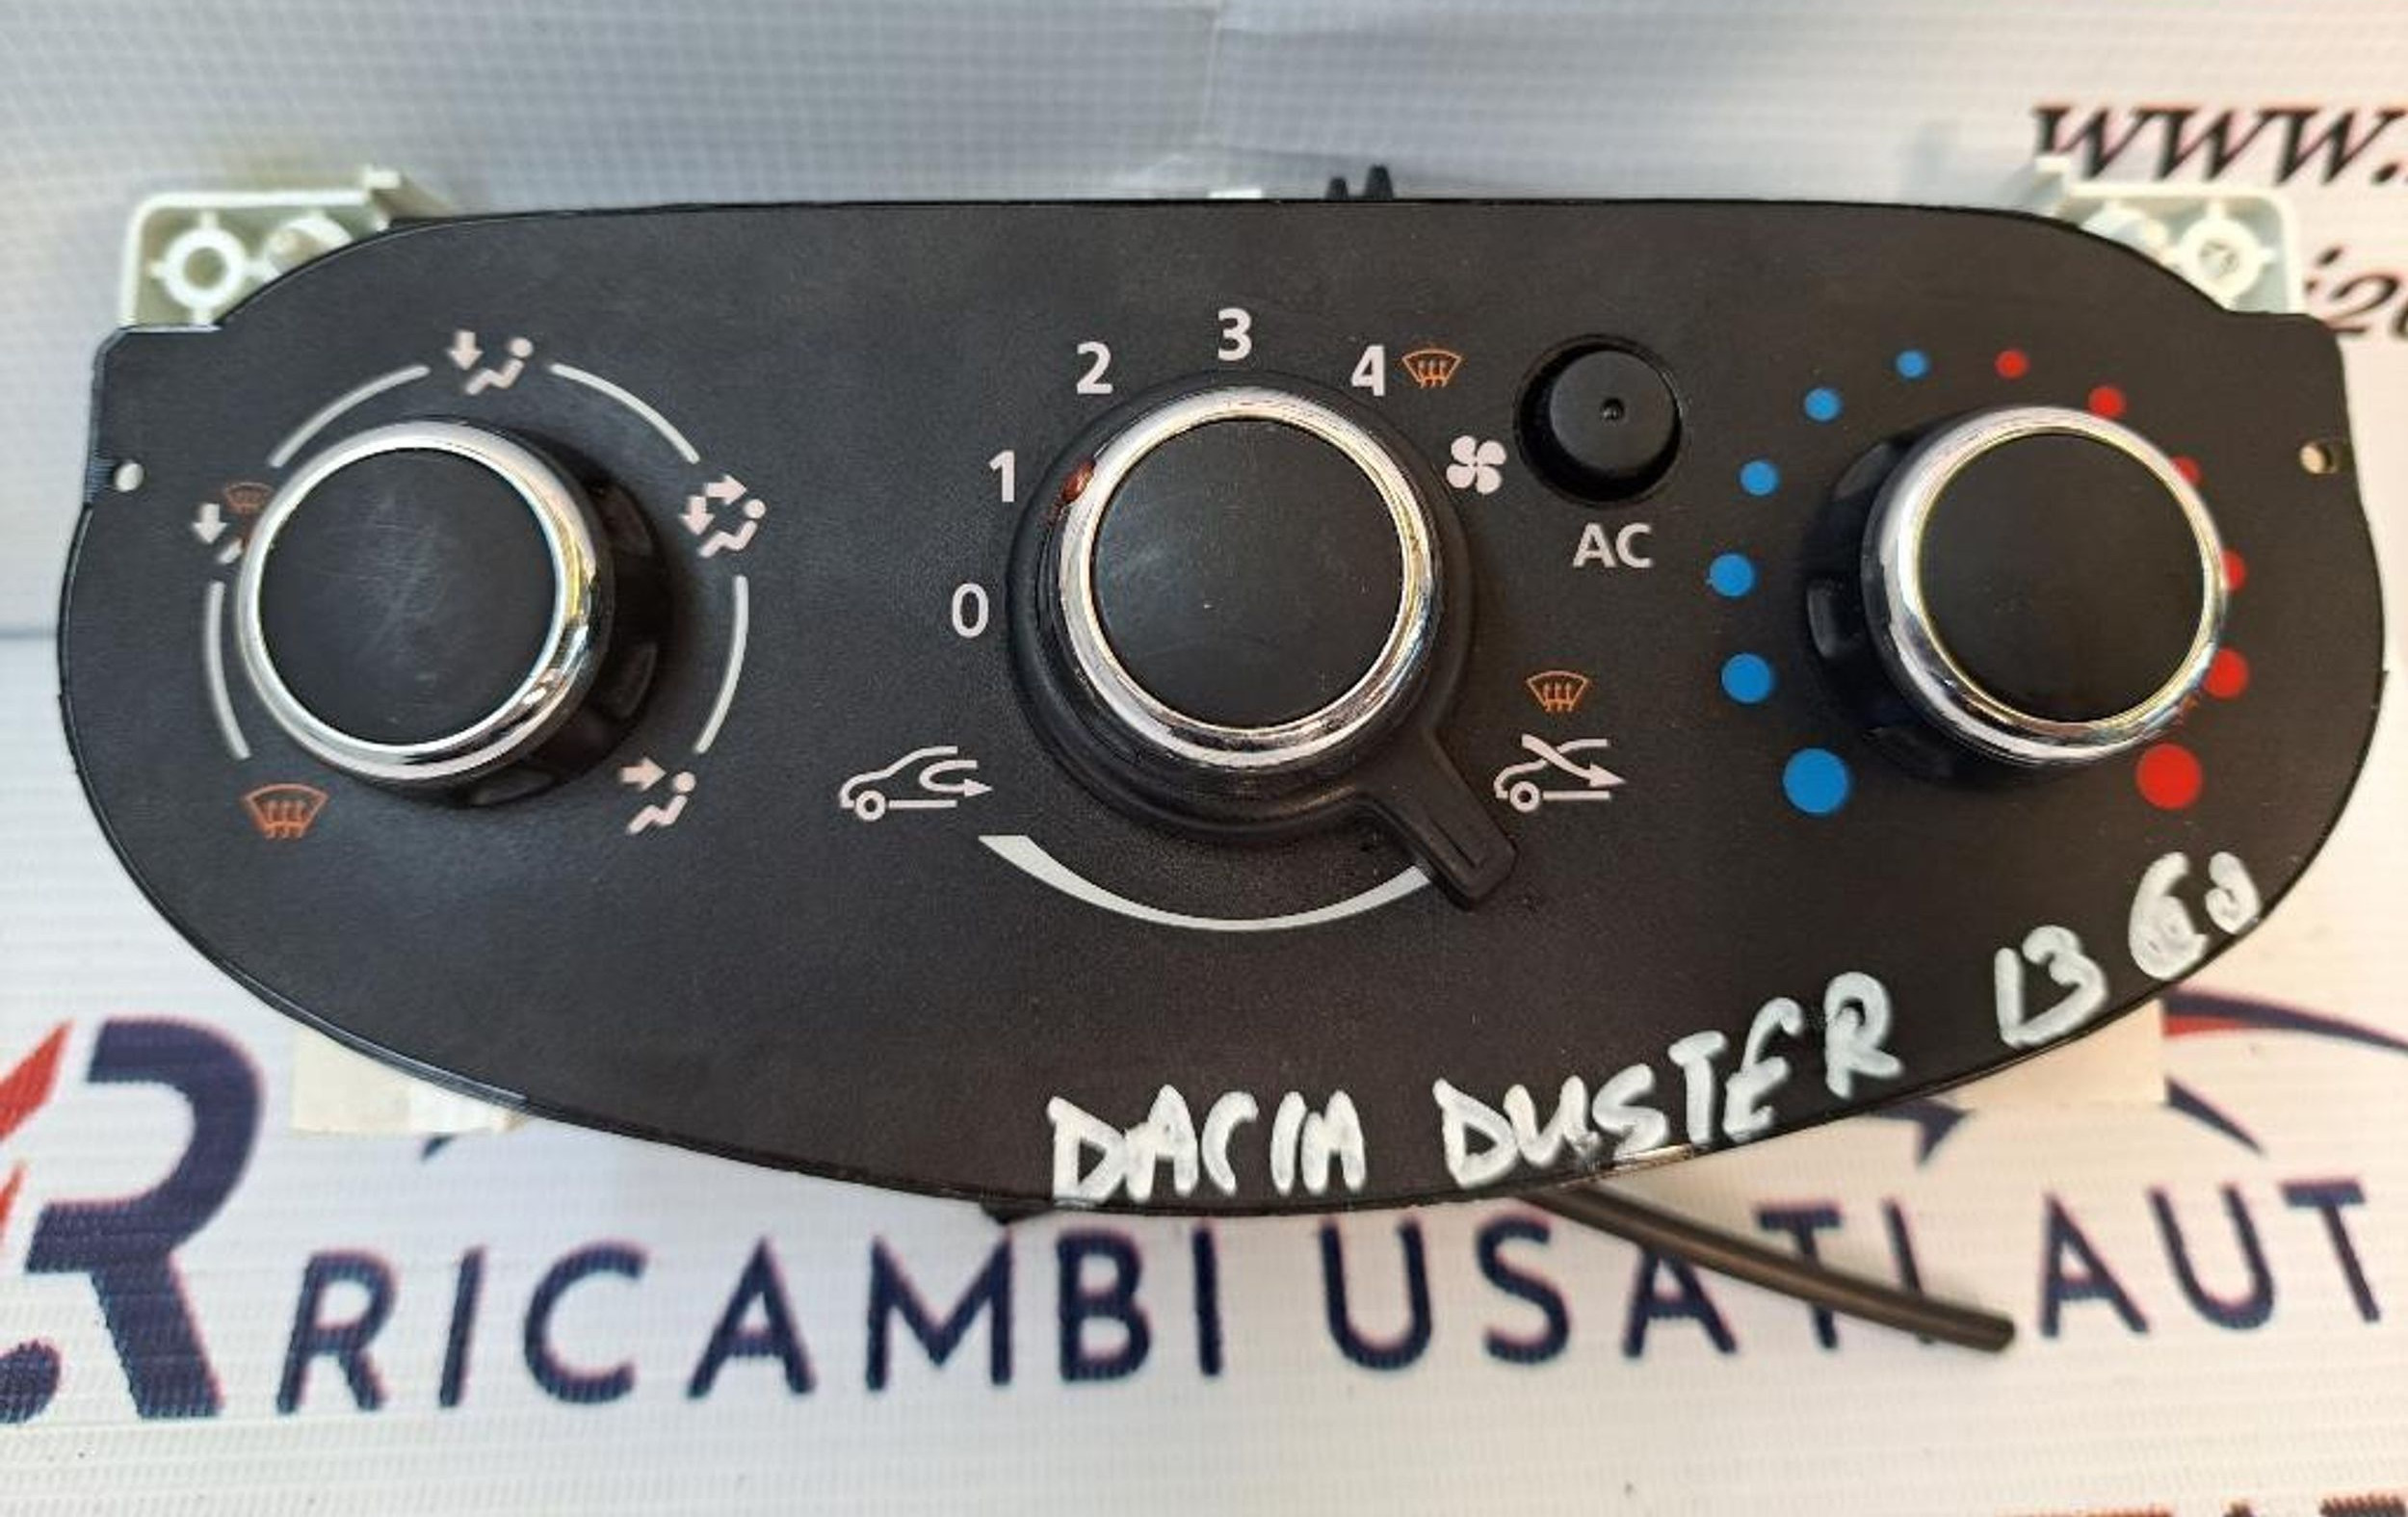 www.
3
2 4
1
AC
0
DACIA DUSTER 13
RICAMBI USATI AUT